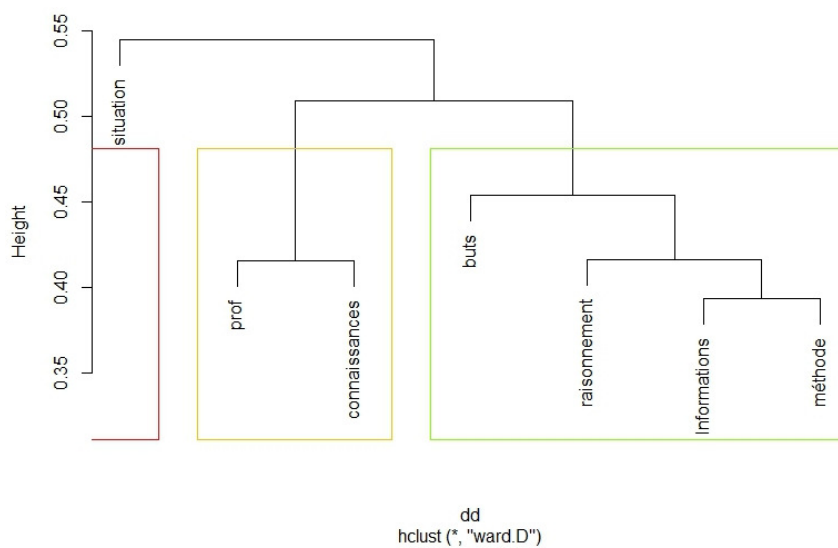 0.55
0.50
0.45
0.40
0.35
Height
situation
prof
connaissances
buts
raisonnement
Informations
méthode
dd
hclust (*, "ward.D")